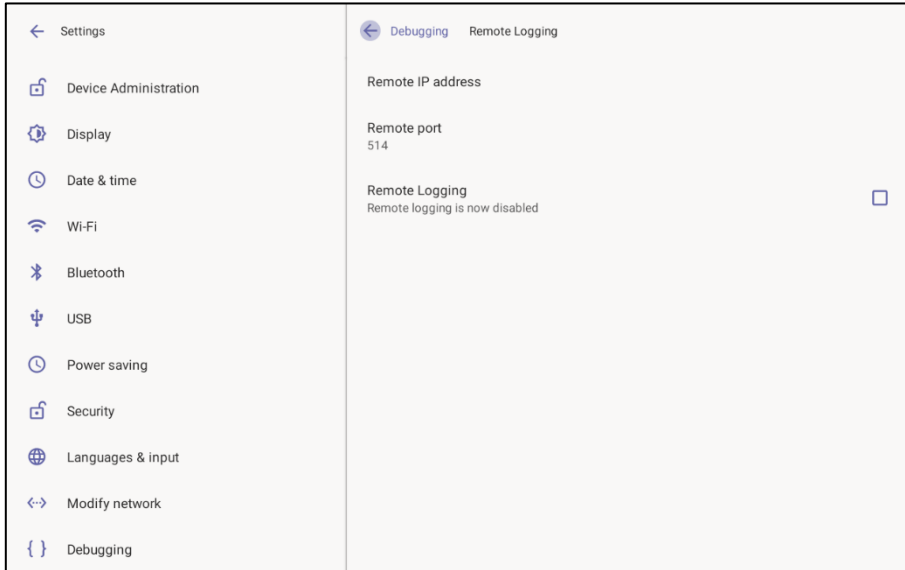 Settings
Device Administration
Display
Date & time
Wi-Fi
Bluetooth
USB
Power saving
Security
Languages & input
Modify network
Debugging
Debugging Remote Logging
Remote IP address
Remote port
514
Remote Logging
Remote logging is now disabled